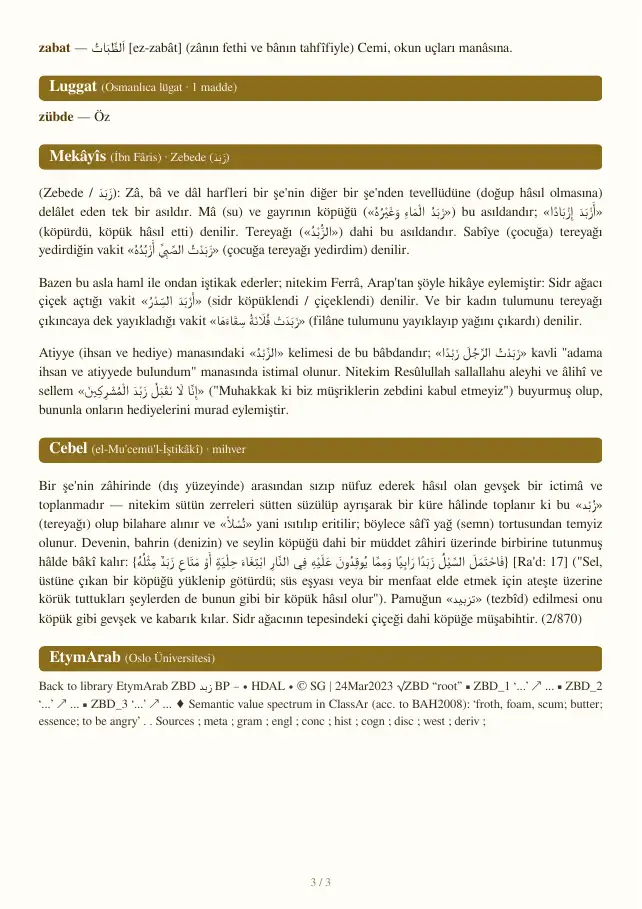 zabat — اَلظَّبَاتُ [ez-zabât] (zânın fethi ve bânın tahfîfiyle) Cemi, okun uçları manâsına.
Luggat (Osmanlıca lügat · 1 madde)
zübde — Öz
Mekâyîs (İbn Fâris) · Zebede (زَبَدَ)
(Zebede / زَبَدَ): Zâ, bâ ve dâl harfleri bir şe'nin diğer bir şe'nden tevellüdüne (doğup hâsıl olmasına)
delâlet eden tek bir asıldır. Mâ (su) ve gayrının köpüğü («زَبَدُ الْمَاءِ وَغَيْرُهُ») bu asıldandır; «أَزْبَدَ إِزْبَادًا»
(köpürdü, köpük hâsıl etti) denilir. Tereyağı («الزُّبْدُ») dahi bu asıldandır. Sabîye (çocuğa) tereyağı
yedirdiğin vakit «زَبَدْتُ الصَّبِيَّ أَزْبُدُهُ» (çocuğa tereyağı yedirdim) denilir.
Bazen bu asla haml ile ondan iştikak ederler; nitekim Ferrâ, Arap'tan şöyle hikâye eylemiştir: Sidr ağacı
çiçek açtığı vakit «أَزْبَدَ السِّدْرُ» (sidr köpüklendi / çiçeklendi) denilir. Ve bir kadın tulumunu tereyağı
çıkıncaya dek yayıkladığı vakit «زَبَدَتْ فُلَانَةُ سِقَاءَهَا» (filâne tulumunu yayıklayıp yağını çıkardı) denilir.
Atiyye (ihsan ve hediye) manasındaki «الزَّبْدُ» kelimesi de bu bâbdandır; «زَبَدْتُ الرَّجُلَ زَبْدًا» kavli "adama
ihsan ve atiyyede bulundum" manasında istimal olunur. Nitekim Resûlullah sallallahu aleyhi ve âlihî ve
sellem «إِنَّا لَا نَقْبَلُ زَبْدَ الْمُشْرِكِينَ» ("Muhakkak ki biz müşriklerin zebdini kabul etmeyiz") buyurmuş olup,
bununla onların hediyelerini murad eylemiştir.
Cebel (el-Mu'cemü'l-İştikâkî) · mihver
Bir şe'nin zâhirinde (dış yüzeyinde) arasından sızıp nüfuz ederek hâsıl olan gevşek bir ictimâ ve
toplanmadır — nitekim sütün zerreleri sütten süzülüp ayrışarak bir küre hâlinde toplanır ki bu «زُبْد»
(tereyağı) olup bilahare alınır ve «تُسْلأ» yani ısıtılıp eritilir; böylece sâfî yağ (semn) tortusundan temyiz
olunur. Devenin, bahrin (denizin) ve seylin köpüğü dahi bir müddet zâhiri üzerinde birbirine tutunmuş
hâlde bâkî kalır: {فَاحْتَمَلَ السَّيْلُ زَبَدًا رَابِيًا وَمِمَّا يُوقِدُونَ عَلَيْهِ فِي النَّارِ ابْتِغَاءَ حِلْيَةٍ أَوْ مَتَاعٍ زَبَدٌ مِثْلُهُ} [Ra'd: 17] ("Sel,
üstüne çıkan bir köpüğü yüklenip götürdü; süs eşyası veya bir menfaat elde etmek için ateşte üzerine
körük tuttukları şeylerden de bunun gibi bir köpük hâsıl olur"). Pamuğun «تزبيد» (tezbîd) edilmesi onu
köpük gibi gevşek ve kabarık kılar. Sidr ağacının tepesindeki çiçeği dahi köpüğe müşabihtir. (2/870)
EtymArab (Oslo Üniversitesi)
Back to library EtymArab ZBD زبد BP – • HDAL • © SG | 24Mar2023 √ZBD “root” ▪ ZBD_1 ‘...’ ↗ ... ▪ ZBD_2
‘...’ ↗ ... ▪ ZBD_3 ‘...’ ↗ ... ♦ Semantic value spectrum in ClassAr (acc. to BAH2008): ‘froth, foam, scum; butter;
essence; to be angry’ . . Sources ; meta ; gram ; engl ; conc ; hist ; cogn ; disc ; west ; deriv ;
3 / 3